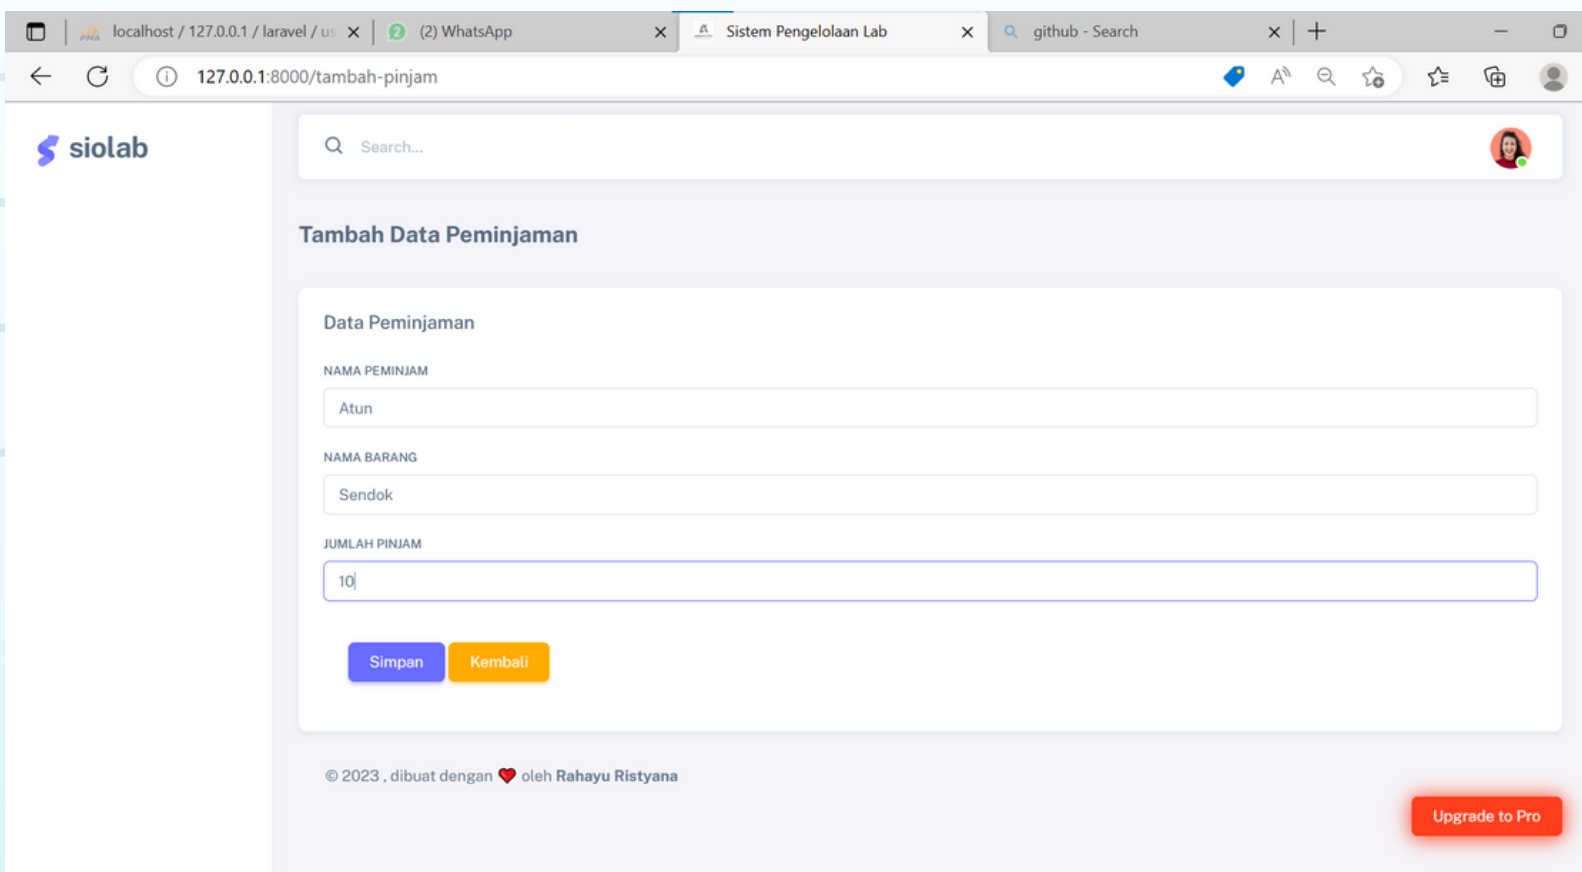 localhost / 127.0.0.1 / laravel / us
2 (2) WhatsApp
Sistem Pengelolaan Lab
github - Search
127.0.0.1:8000/tambah-pinjam
siolab
Search...
Tambah Data Peminjaman
Data Peminjaman
NAMA PEMINJAM
Atun
NAMA BARANG
Sendok
JUMLAH PINJAM
10
Simpan
Kembali
© 2023 , dibuat dengan ❤️ oleh Rahayu Ristyana
Upgrade to Pro